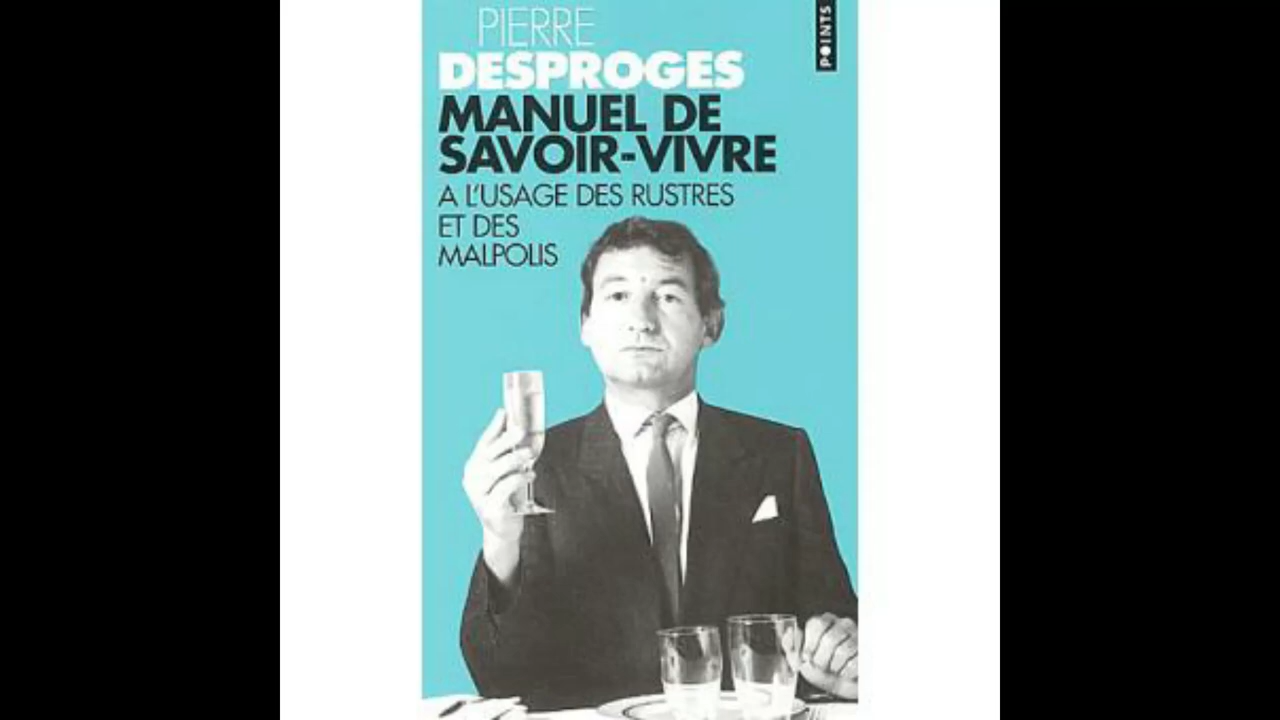 PIERRE
DESPROGES
MANUEL DE
SAVOIR-VIVRE
A L'USAGE DES RUSTRES
ET DES
MALPOLIS
POINTS